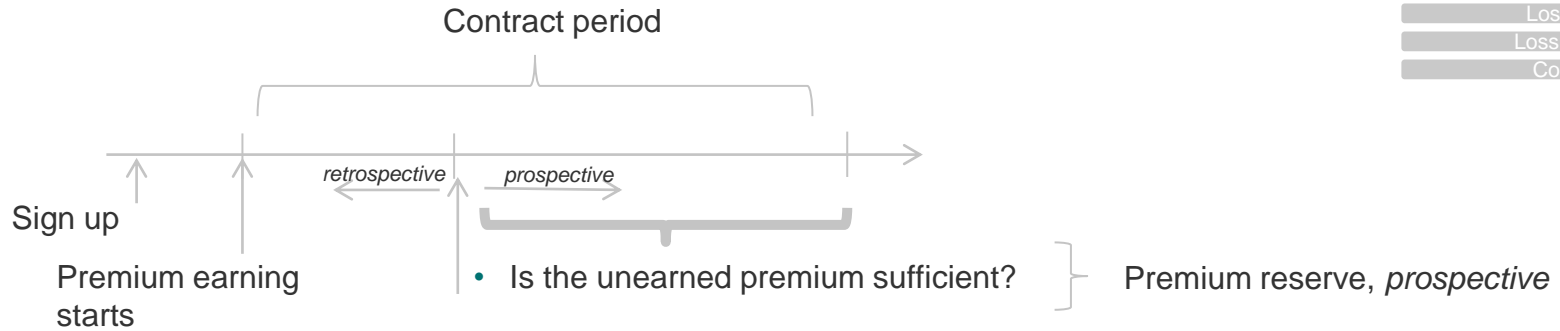 Contract period
Loss
Co
retrospective
prospective
Sign up
Premium earning
starts
• Is the unearned premium sufficient?
Premium reserve, prospective